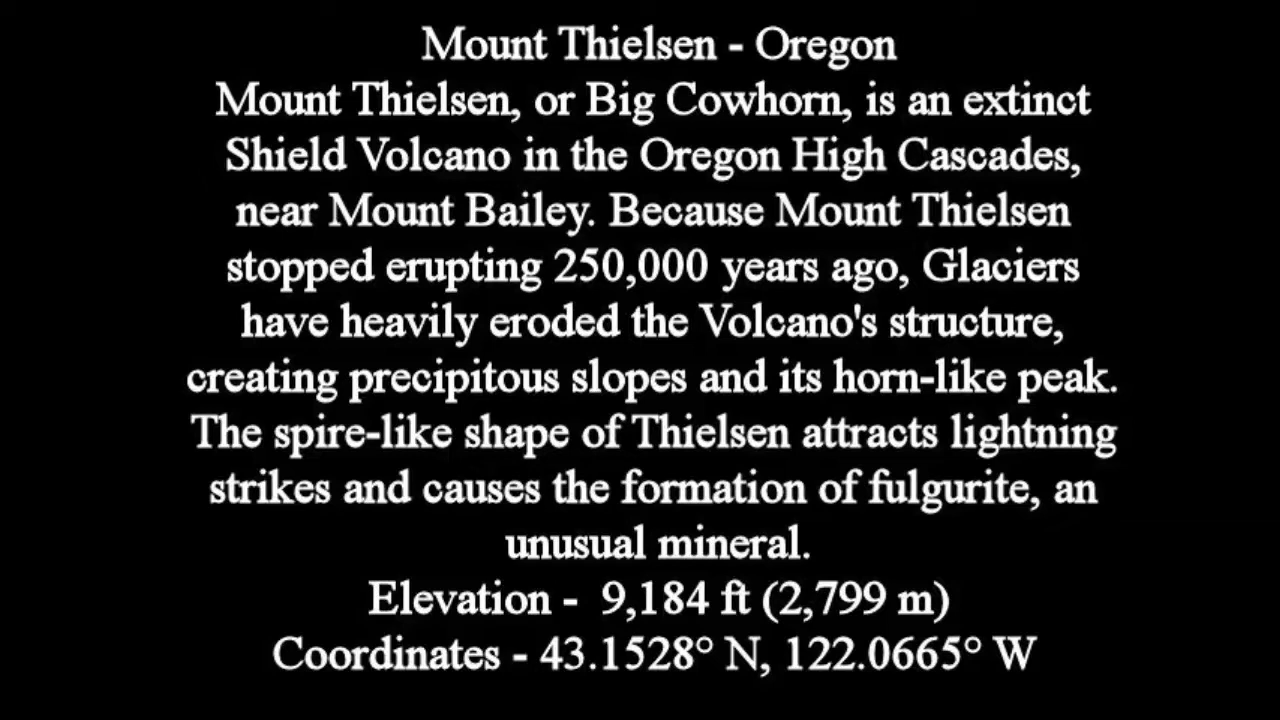 Mount Thielsen - Oregon
Mount Thielsen, or Big Cowhorn, is an extinct
Shield Volcano in the Oregon High Cascades,
near Mount Bailey. Because Mount Thielsen
stopped erupting 250,000 years ago, Glaciers
have heavily eroded the Volcano's structure,
creating precipitous slopes and its horn-like peak.
The spire-like shape of Thielsen attracts lightning
strikes and causes the formation of fulgurite, an
unusual mineral.
Elevation -  9,184 ft (2,799 m)
Coordinates - 43.1528° N, 122.0665° W